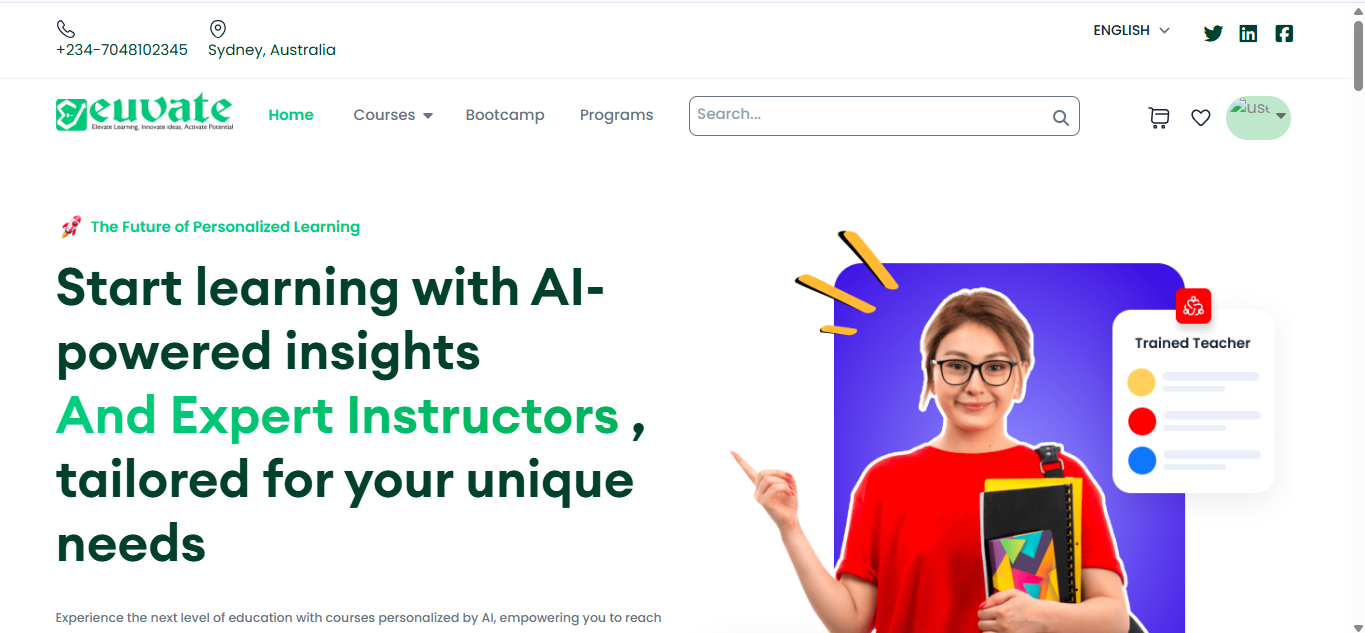 +234-7048102345
Sydney, Australia
ENGLISH
euvate
Elevate Learning, Innovate ideas, Activate Potential
Home
Courses
Bootcamp
Programs
Search...
The Future of Personalized Learning
Start learning with AI-
powered insights
And Expert Instructors ,
tailored for your unique
needs
Trained Teacher
Experience the next level of education with courses personalized by AI, empowering you to reach